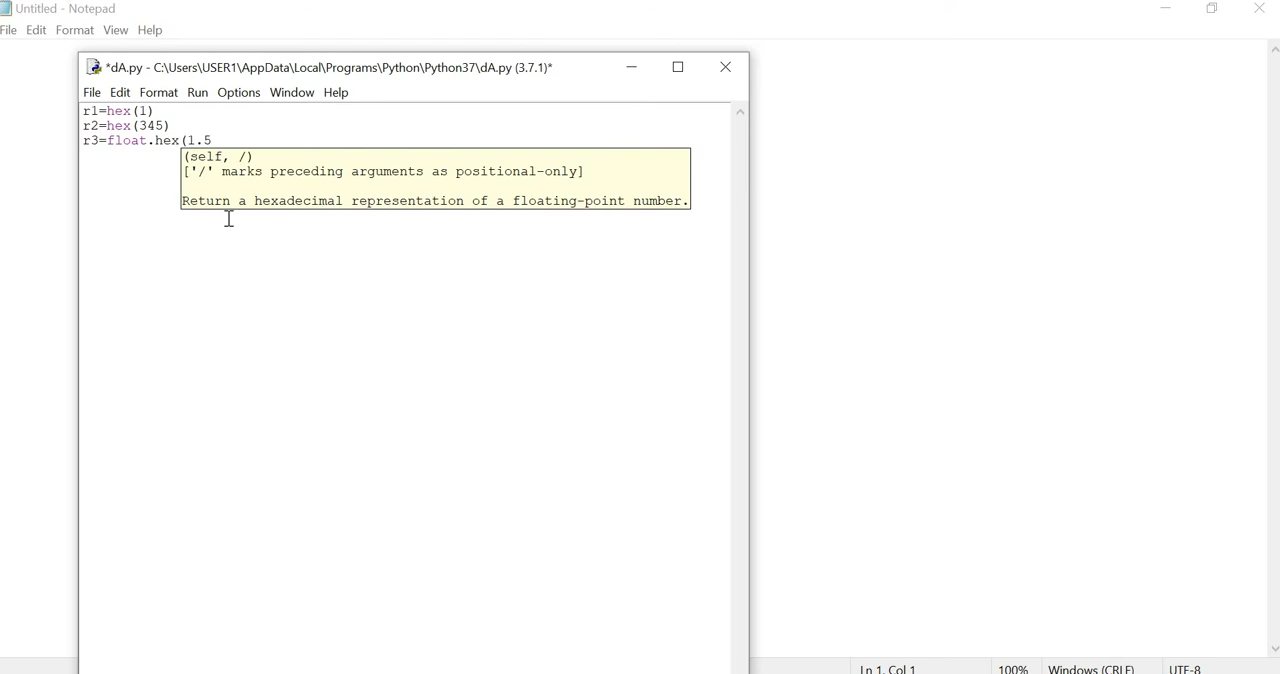 Untitled - Notepad
File Edit Format View Help
*dA.py - C:\Users\USER1\AppData\Local\Programs\Python\Python37\dA.py (3.7.1)*
File Edit Format Run Options Window Help
r1=hex(1)
r2=hex(345)
r3=float.hex(1.5
(self, /)
['/' marks preceding arguments as positional-only]
Return a hexadecimal representation of a floating-point number.
Ln 1, Col 1 100% Windows (CRLF) UTF-8